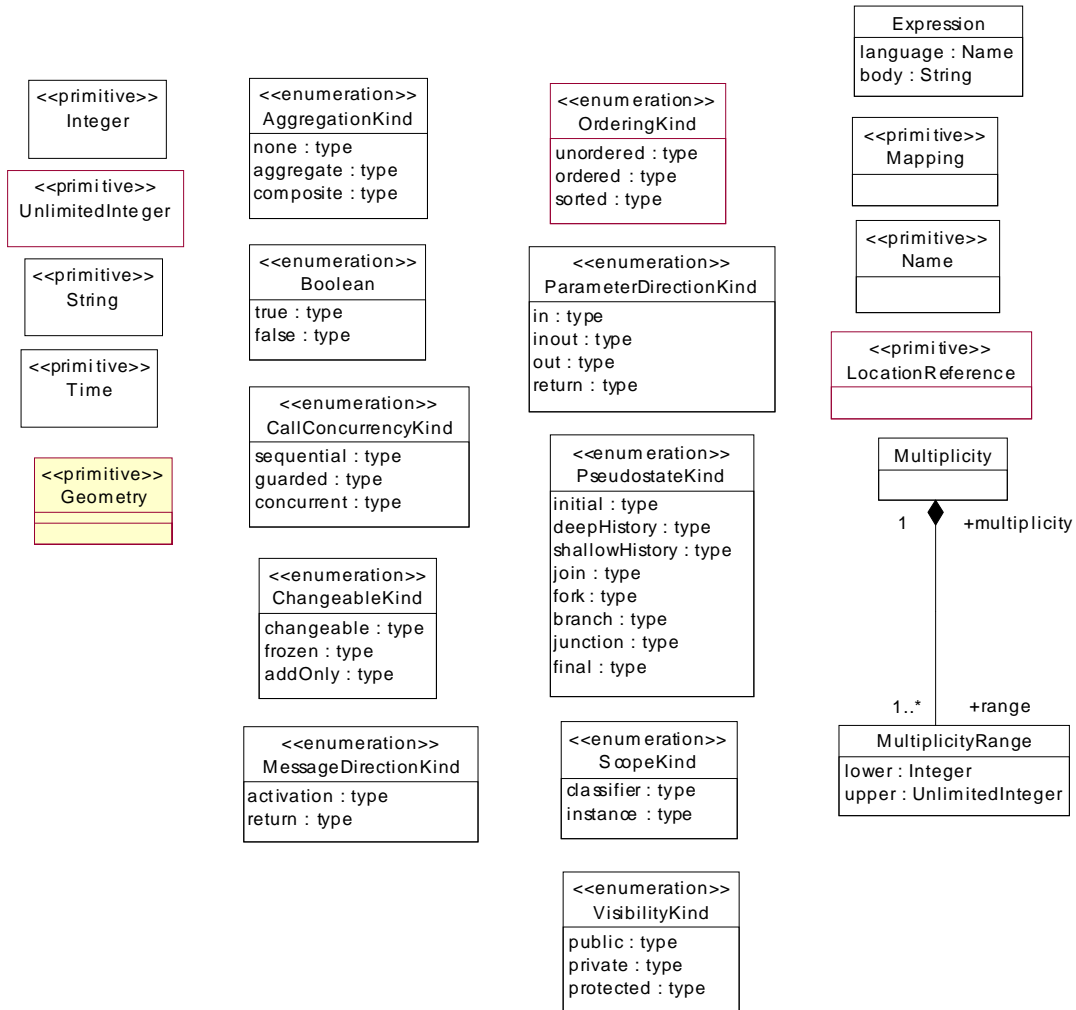 <<primitive>>
Integer
<<primitive>>
UnlimitedInteger
<<primitive>>
String
<<primitive>>
Time
<<primitive>>
Geometry
<<enumeration>>
AggregationKind
none : type
aggregate : type
composite : type
<<enumeration>>
Boolean
true : type
false : type
<<enumeration>>
CallConcurrencyKind
sequential : type
guarded : type
concurrent : type
<<enumeration>>
ChangeableKind
changeable : type
frozen : type
addOnly : type
<<enumeration>>
MessageDirectionKind
activation : type
return : type
<<enumeration>>
OrderingKind
unordered : type
ordered : type
sorted : type
<<enumeration>>
ParameterDirectionKind
in : type
inout : type
out : type
return : type
<<enumeration>>
PseudostateKind
initial : type
deepHistory : type
shallowHistory : type
join : type
fork : type
branch : type
junction : type
final : type
<<enumeration>>
ScopeKind
classifier : type
instance : type
<<enumeration>>
VisibilityKind
public : type
private : type
protected : type
Expression
language : Name
body : String
<<primitive>>
Mapping
<<primitive>>
Name
<<primitive>>
LocationReference
Multiplicity
1 +multiplicity
1..* +range
MultiplicityRange
lower : Integer
upper : UnlimitedInteger